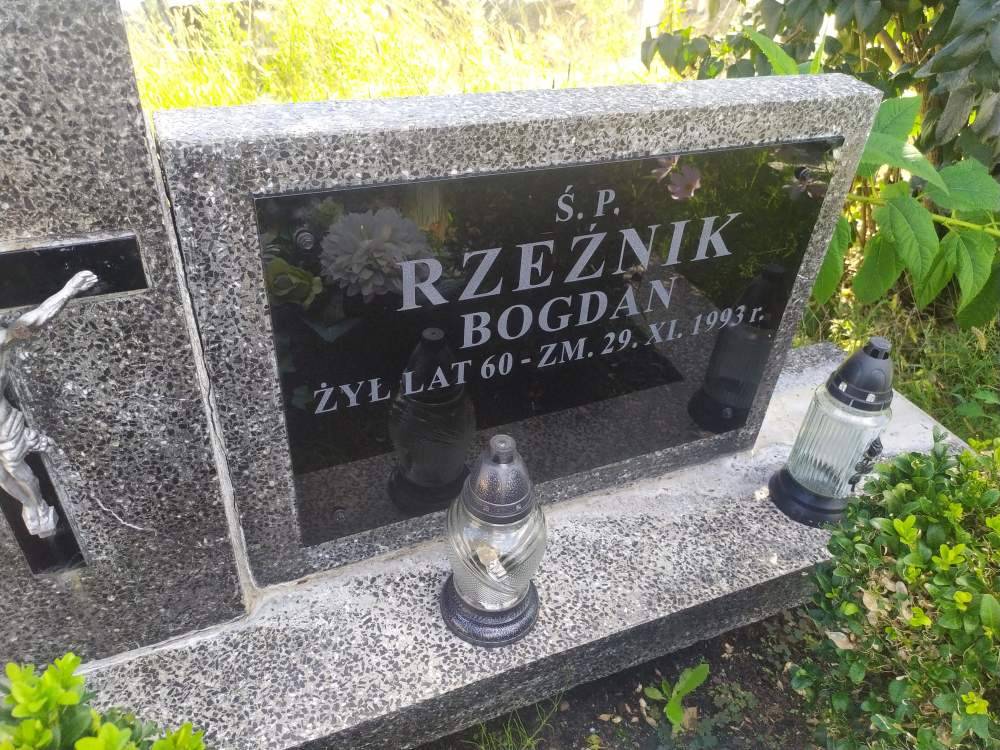 Ś. P.
RZEŹNIK
BOGDAN
ŻYŁ LAT 60 - ZM. 29. XI. 1993 r.